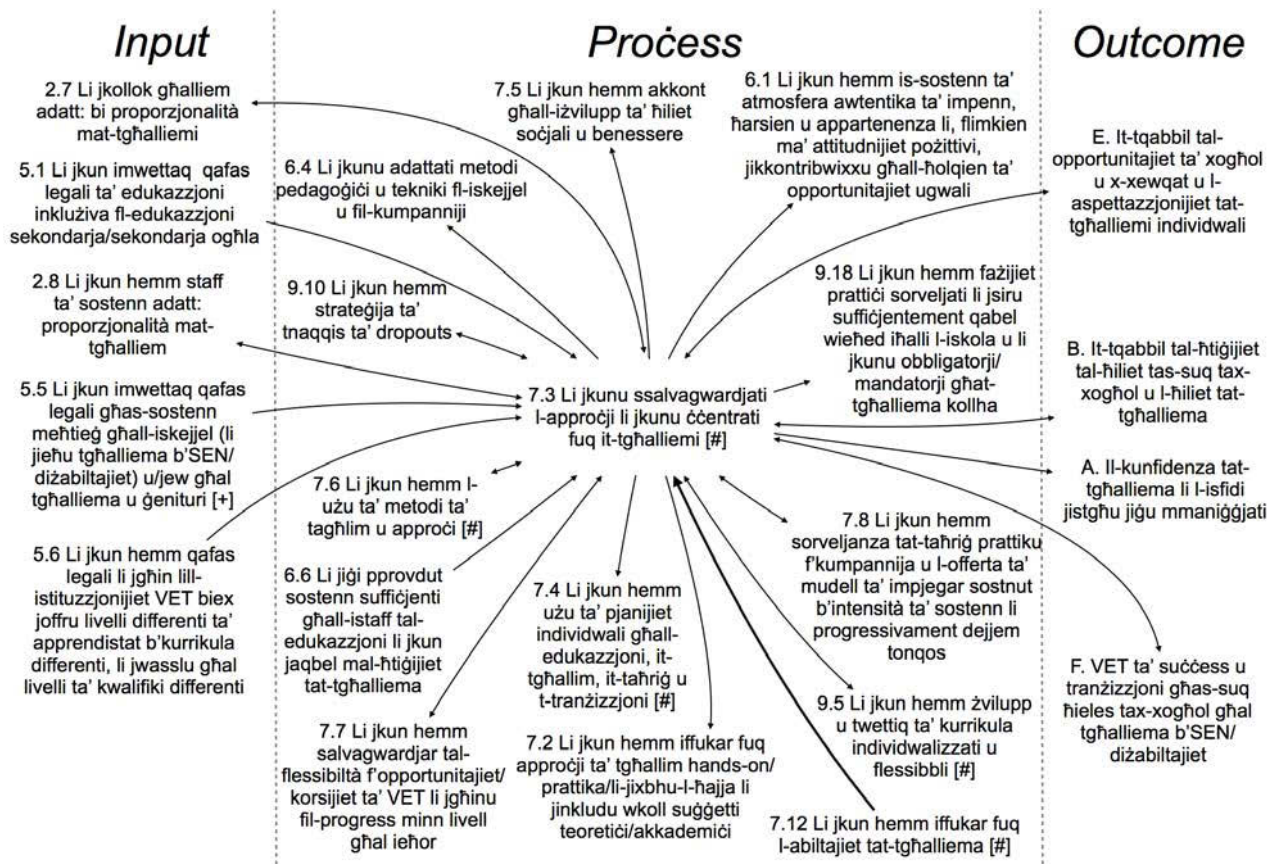 Input
2.7 Li jkollok għalliem
adatt: bi proporzjonalità
mat-tgħalliemi
5.1 Li jkun imwettaq qafas
legali ta' edukazzjoni
inklużiva fl-edukazzjoni
sekondarja/sekondarja ogħla
2.8 Li jkun hemm staff
ta' sostenn adatt:
proporzjonalità mat-
tgħalliem
5.5 Li jkun imwettaq qafas
legali għas-sostenn
meħtieġ għall-iskejjel (li
jieħu tgħalliema b'SEN/
diżabiltajiet) u/jew għal
tgħalliema u ġenituri [+]
5.6 Li jkun hemm qafas
legali li jgħin lill-
istituzzjonijiet VET biex
joffru livelli differenti ta'
apprendistat b'kurrikula
differenti, li jwasslu għal
livelli ta' kwalifiki differenti
Proċess
7.5 Li jkun hemm akkont
għall-iżvilupp ta' ħiliet
soċjali u benessere
6.1 Li jkun hemm is-sostenn ta'
atmosfera awtentika ta' impenn,
ħarsien u appartenenza li, flimkien
ma' attitudnijiet pożittivi,
jikkontribwixxu għall-ħolqien ta'
opportunitajiet ugwali
6.4 Li jkunu adattati metodi
pedagoġiċi u tekniki fl-iskejjel
u fil-kumpanniji
9.10 Li jkun hemm
strateġija ta'
tnaqqis ta' dropouts
9.18 Li jkun hemm fażijiet
prattiċi sorveljati li jsiru
suffiċjentement qabel
wieħed iħalli l-iskola u li
jkunu obbligatorji/
mandatorji għat-
tgħalliema kollha
7.3 Li jkunu ssalvagwardjati
l-approċji li jkunu ċċentrati
fuq it-tgħalliemi [#]
7.6 Li jkun hemm l-
użu ta' metodi ta'
tagħlim u approċi [#]
6.6 Li jiġi pprovdut
sostenn suffiċjenti
għall-istaff tal-
edukazzjoni li jkun
jaqbel mal-ħtiġijiet
tat-tgħalliema
7.4 Li jkun hemm
użu ta' pjanijiet
individwali għall-
edukazzjoni, it-
tgħallim, it-taħriġ u
t-tranżizzjoni [#]
7.8 Li jkun hemm
sorveljanza tat-taħriġ prattiku
f'kumpannija u l-offerta ta'
mudell ta' impjegar sostnut
b'intensità ta' sostenn li
progressivament dejjem
tonqos
7.7 Li jkun hemm
salvagwardjar tal-
flessibiltà f'opportunitajiet/
korsijiet ta' VET li jgħinu
fil-progress minn livell
għal ieħor
7.2 Li jkun hemm iffukar fuq
approċji ta' tgħallim hands-on/
prattika/li-jixbhu-l-ħajja li
jinkludu wkoll suġġetti
teoretiċi/akkademiċi
9.5 Li jkun hemm żvilupp
u twettiq ta' kurrikula
individwalizzati u
flessibbli [#]
7.12 Li jkun hemm iffukar fuq
l-abiltajiet tat-tgħalliema [#]
Outcome
E. It-tqabbil tal-
opportunitajiet ta' xogħol
u x-xewqat u l-
aspettazzjonijiet tat-
tgħalliemi individwali
B. It-tqabbil tal-ħtiġijiet
tal-ħiliet tas-suq tax-
xogħol u l-ħiliet tat-
tgħalliema
A. Il-kunfidenza tat-
tgħalliema li l-isfidi
jistgħu jiġu mmaniġġjati
F. VET ta' suċċess u
tranżizzjoni għas-suq
ħieles tax-xogħol għal
tgħalliema b'SEN/
diżabiltajiet